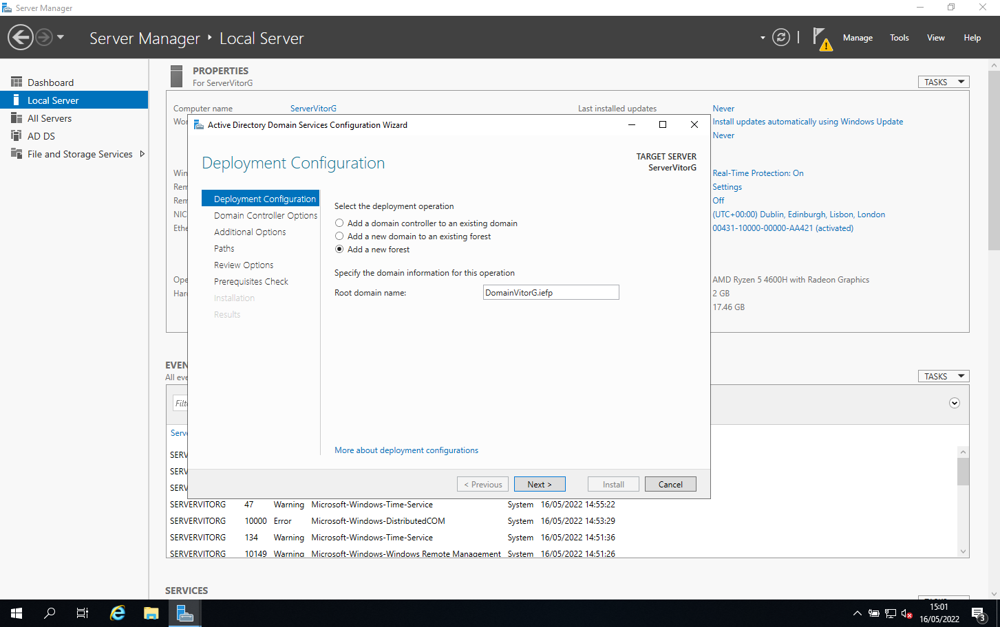 Server Manager
Server Manager ‣ Local Server
Manage Tools View Help
Dashboard
Local Server
All Servers
AD DS
File and Storage Services
PROPERTIES
For ServerVitorG
TASKS
Computer name ServerVitorG Last installed updates Never
Wor Install updates automatically using Windows Update
Never
Active Directory Domain Services Configuration Wizard
Deployment Configuration
TARGET SERVER
ServerVitorG
Win Real-Time Protection: On
Rem Settings
Rem Off
NIC (UTC+00:00) Dublin, Edinburgh, Lisbon, London
Ethe 00431-10000-00000-AA421 (activated)
Ope AMD Ryzen 5 4600H with Radeon Graphics
Hard 2 GB
17.46 GB
Deployment Configuration
Domain Controller Options
Additional Options
Paths
Review Options
Prerequisites Check
Installation
Results
Select the deployment operation
Add a domain controller to an existing domain
Add a new domain to an existing forest
Add a new forest
Specify the domain information for this operation
Root domain name: DomainVitorG.iefp
More about deployment configurations
< Previous Next > Install Cancel
EVEN
All eve
TASKS
Filte
Serve
SERV
SERV
SERV
SERVERVITORG 47 Warning Microsoft-Windows-Time-Service System 16/05/2022 14:55:22
SERVERVITORG 10000 Error Microsoft-Windows-DistributedCOM System 16/05/2022 14:53:29
SERVERVITORG 134 Warning Microsoft-Windows-Time-Service System 16/05/2022 14:51:36
SERVERVITORG 10149 Warning Microsoft-Windows-Windows Remote Management System 16/05/2022 14:51:26
SERVICES
15:01
16/05/2022
3